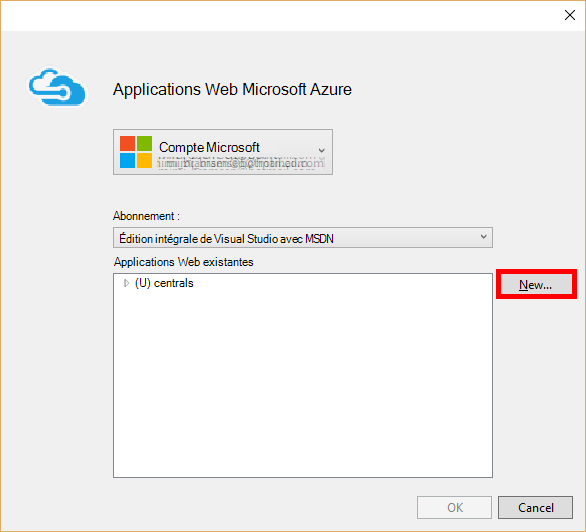 Applications Web Microsoft Azure
Compte Microsoft
Abonnement :
Édition intégrale de Visual Studio avec MSDN
Applications Web existantes
(U) centrals
New...
OK
Cancel